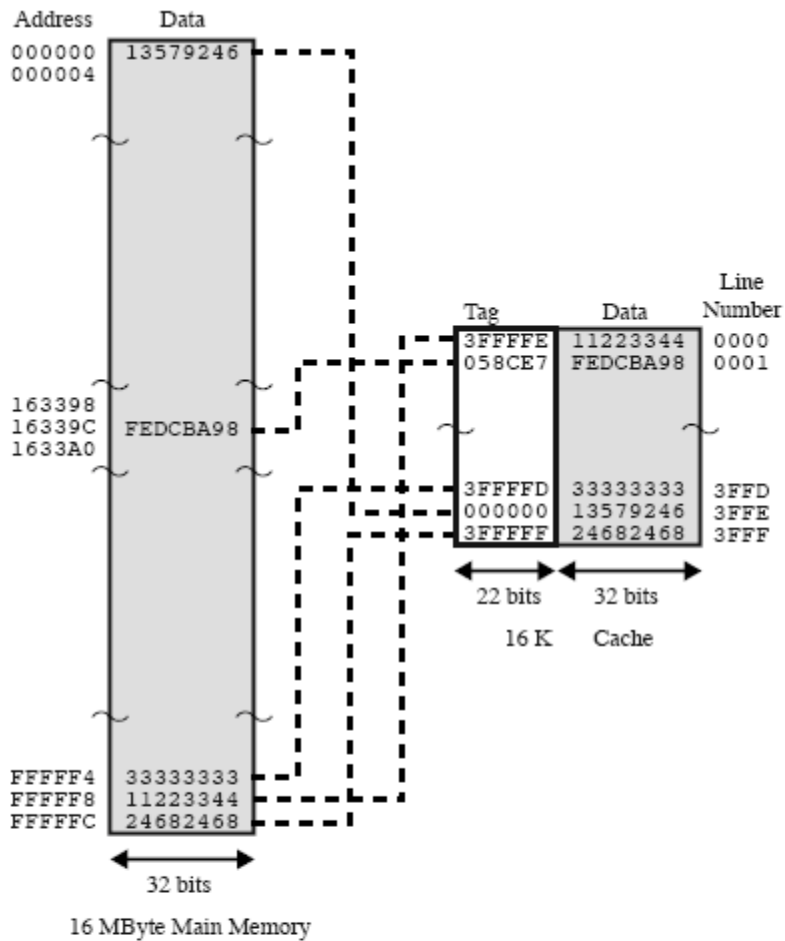 Address Data
000000 13579246
000004
163398
16339C FEDCBA98
1633A0
FFFFF4 33333333
FFFFF8 11223344
FFFFFC 24682468
32 bits
16 MByte Main Memory
Line
Tag Data Number
3FFFFE 11223344 0000
058CE7 FEDCBA98 0001
3FFFFD 33333333 3FFD
000000 13579246 3FFE
3FFFFF 24682468 3FFF
22 bits 32 bits
16 K Cache